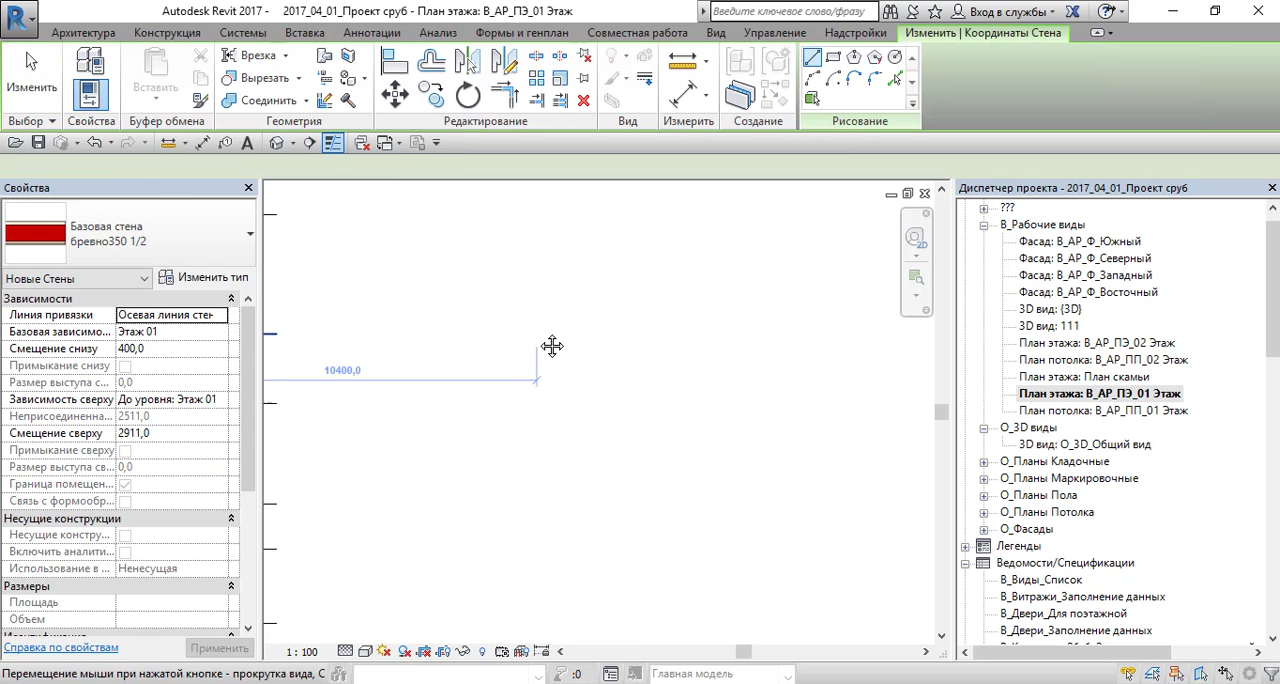 Autodesk Revit 2017 - 2017_04_01_Проект сруб - План этажа: В_АР_ПЭ_01 Этаж
Введите ключевое слово/фразу
Вход в службы
Архитектура Конструкция Системы Вставка Аннотации Анализ Формы и генплан Совместная работа Вид Управление Надстройки Изменить | Координаты Стена
Изменить
Вставить
Врезка
Вырезать
Соединить
Выбор Свойства Буфер обмена Геометрия Редактирование Вид Измерить Создание Рисование
Свойства
Базовая стена
бревно350 1/2
Новые Стены Изменить тип
Зависимости
Линия привязки Осевая линия стен
Базовая зависимо... Этаж 01
Смещение снизу 400,0
Примыкание снизу
Размер выступа с... 0,0
Зависимость сверху До уровня: Этаж 01
Неприсоединенна... 2511,0
Смещение сверху 2911,0
Примыкание сверху
Размер выступа св... 0,0
Граница помещен...
Связь с формообр...
Несущие конструкции
Несущие констру...
Включить аналити...
Использование в ... Ненесущая
Размеры
Площадь
Объем
Справка по свойствам Применить
10400,0
2D
1 : 100
Диспетчер проекта - 2017_04_01_Проект сруб
???
В_Рабочие виды
Фасад: В_АР_Ф_Южный
Фасад: В_АР_Ф_Северный
Фасад: В_АР_Ф_Западный
Фасад: В_АР_Ф_Восточный
3D вид: {3D}
3D вид: 111
План этажа: В_АР_ПЭ_02 Этаж
План потолка: В_АР_ПП_02 Этаж
План этажа: План скамьи
План этажа: В_АР_ПЭ_01 Этаж
План потолка: В_АР_ПП_01 Этаж
О_3D виды
3D вид: О_3D_Общий вид
О_Планы Кладочные
О_Планы Маркировочные
О_Планы Пола
О_Планы Потолка
О_Фасады
Легенды
Ведомости/Спецификации
В_Виды_Список
В_Витражи_Заполнение данных
В_Двери_Для поэтажной
В_Двери_Заполнение данных
Перемещение мыши при нажатой кнопке - прокрутка вида, С
:0
Главная модель